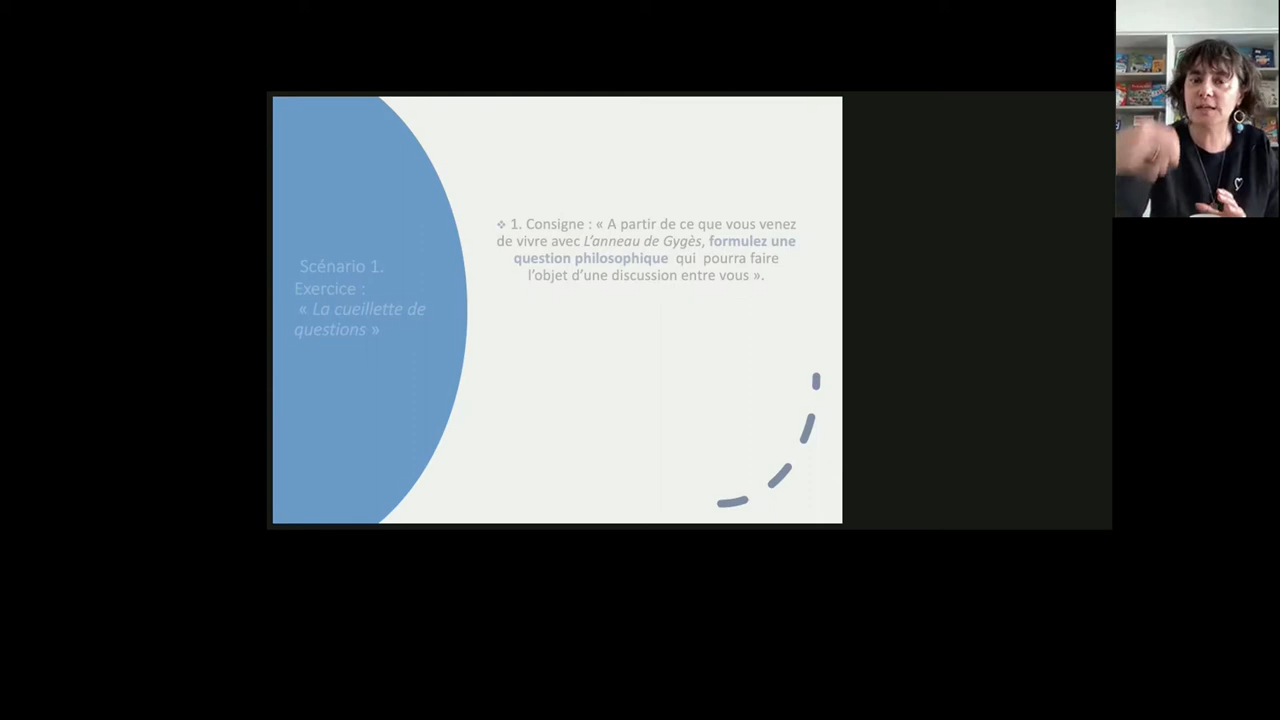 Scénario 1.
Exercice :
« La cueillette de
questions »
❖ 1. Consigne : « A partir de ce que vous venez
de vivre avec L’anneau de Gygès, formulez une
question philosophique qui pourra faire
l’objet d’une discussion entre vous ».